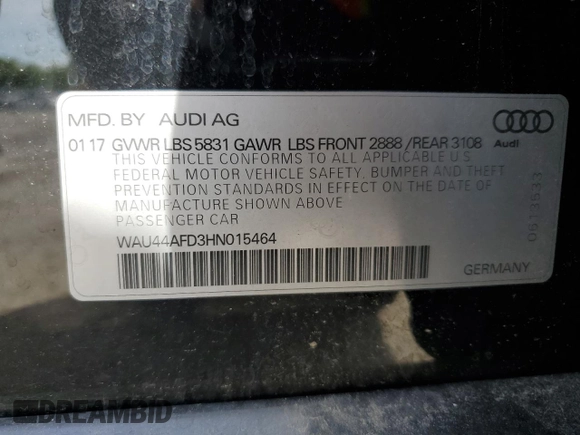 MFD. BY AUDI AG
01 17 GVWR LBS 5831 GAWR LBS FRONT 2888 / REAR 3108
Audi
THIS VEHICLE CONFORMS TO ALL APPLICABLE U.S.
FEDERAL MOTOR VEHICLE SAFETY, BUMPER AND THEFT
PREVENTION STANDARDS IN EFFECT ON THE DATE OF
MANUFACTURE SHOWN ABOVE
PASSENGER CAR
WAU44AFD3HN015464
GERMANY
0513533
DREAMBID